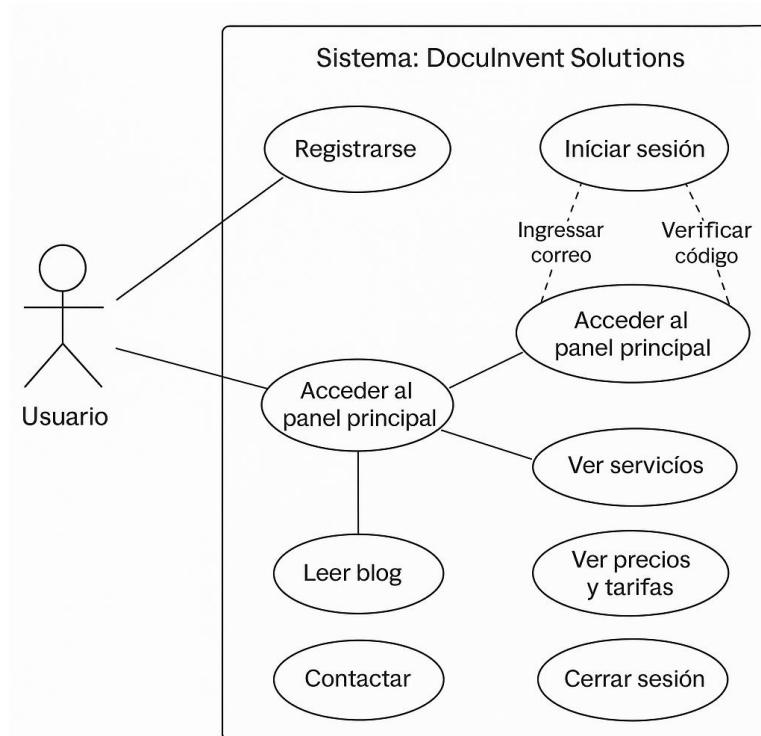 Sistema: DocuInvent Solutions
Registrarse
Iníciar sesión
Ingressar
correo
Verificar
código
Acceder al
panel principal
Usuario
Acceder al
panel principal
Ver servicíos
Leer blog
Ver precios
y tarifas
Contactar
Cerrar sesión